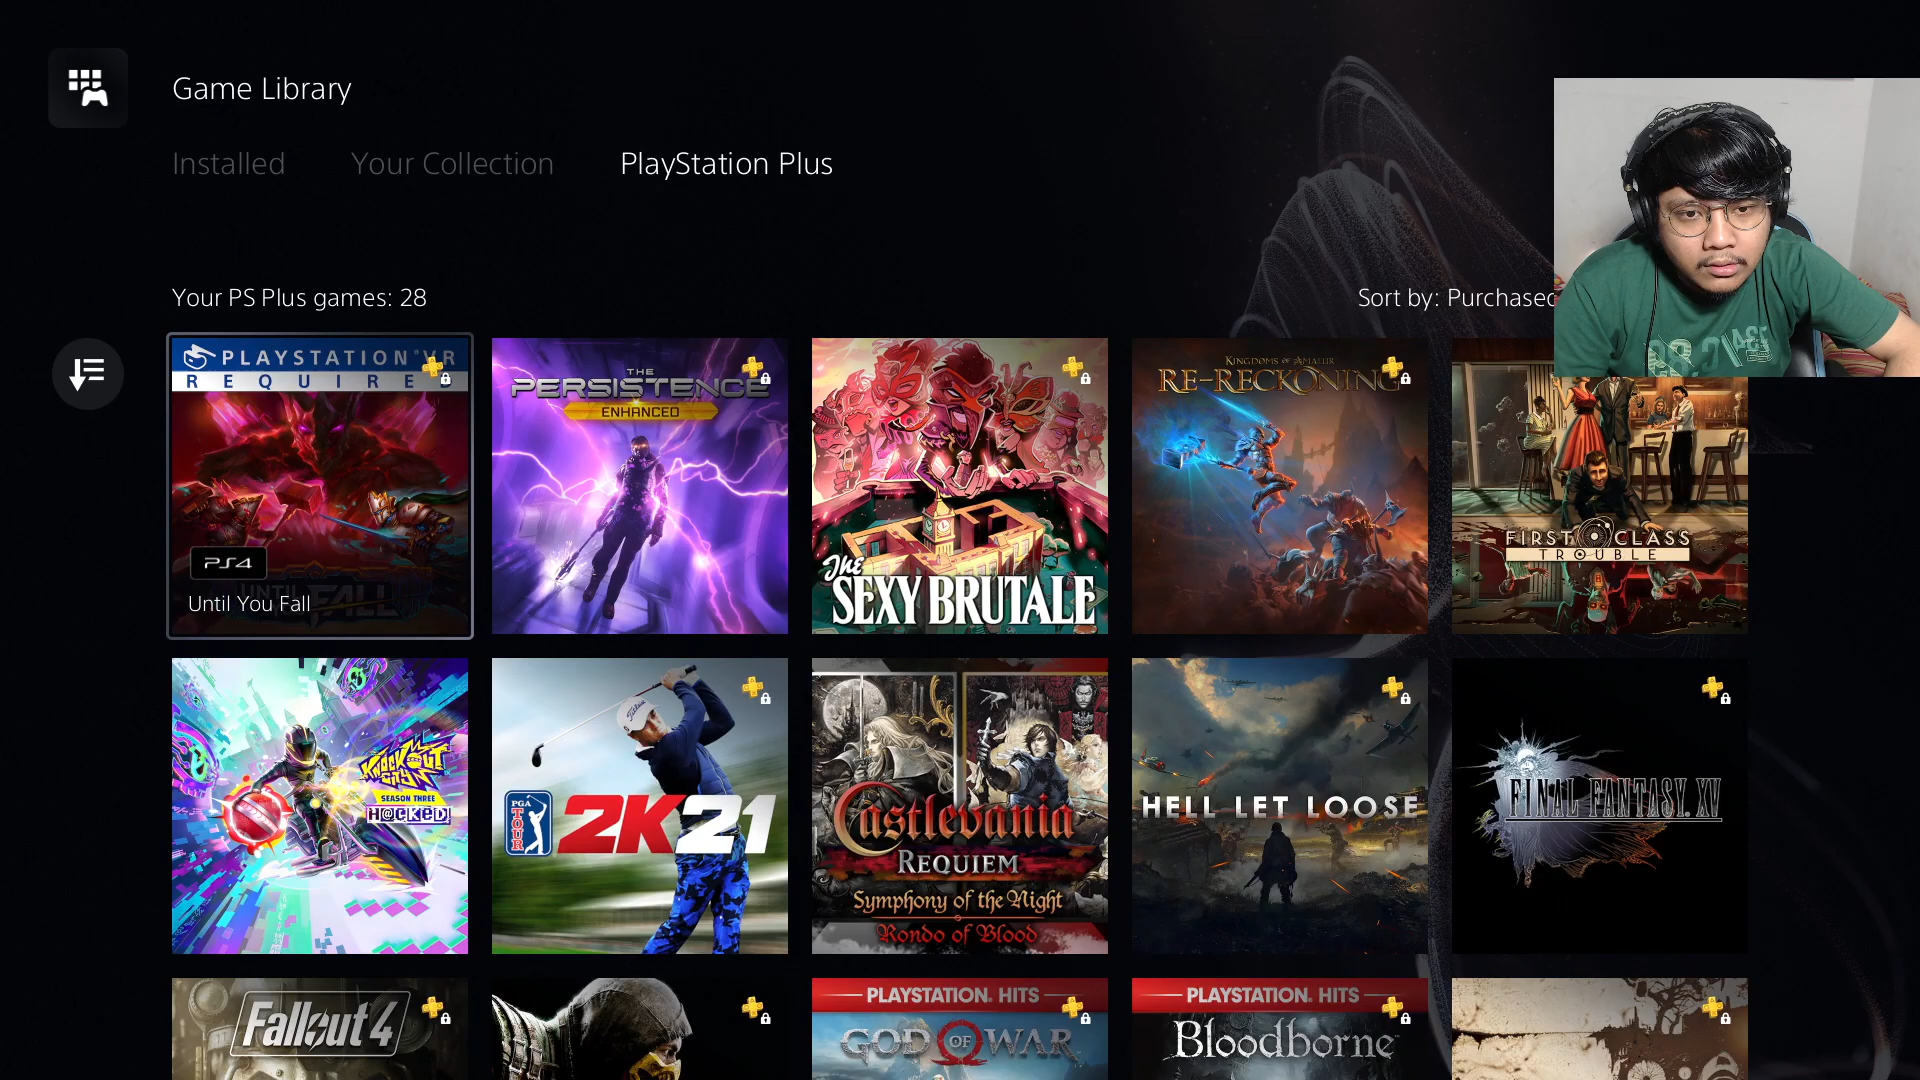 Game Library
Installed
Your Collection
PlayStation Plus
Your PS Plus games: 28
Sort by: Purchased
PLAYSTATION VR
REQUIRE
PS4
Until You Fall
THE
PERSISTENCE
ENHANCED
The
SEXY BRUTALE
KINGDOMS OF AMALUR
RE-RECKONING
FIRST CLASS
TROUBLE
KNOCKOUT
CITY
SEASON THREE
H@CKED!
Titleist
PGA
TOUR
2K21
Castlevania
REQUIEM
Symphony of the Night
Rondo of Blood
HELL LET LOOSE
FINAL FANTASY XV
Fallout 4
PLAYSTATION HITS
GOD OF WAR
PLAYSTATION HITS
Bloodborne